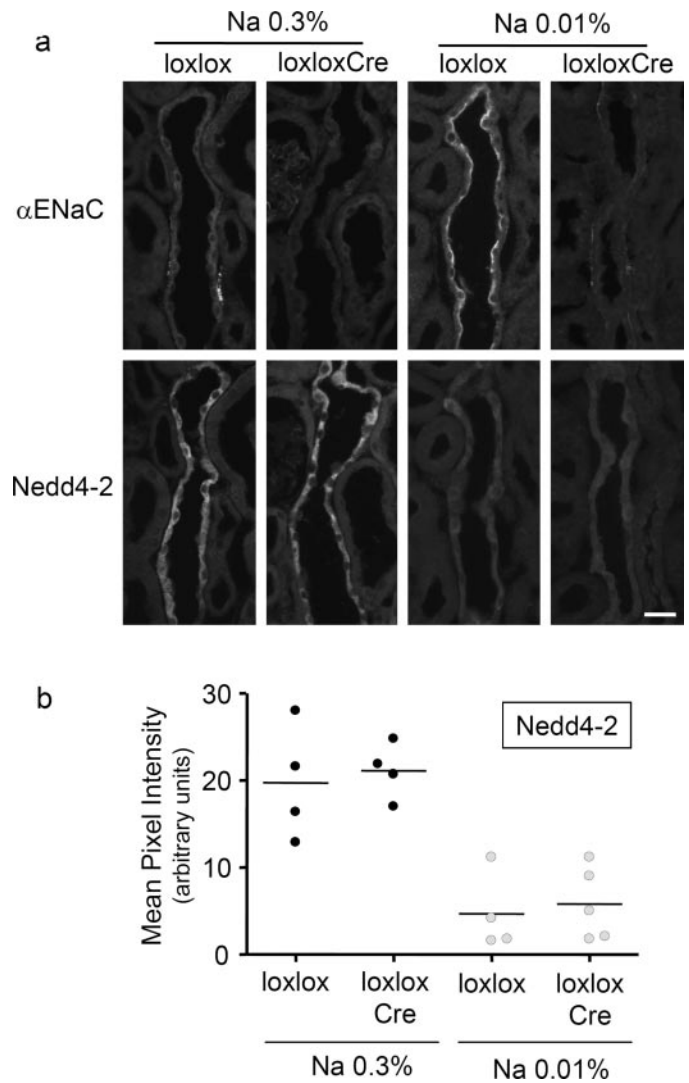 a
Na 0.3% Na 0.01%
loxlox loxloxCre loxlox loxloxCre
αENaC
Nedd4-2
b
Nedd4-2
Mean Pixel Intensity
(arbitrary units)
30
20
10
0
loxlox loxlox Cre loxlox loxlox Cre
Na 0.3% Na 0.01%